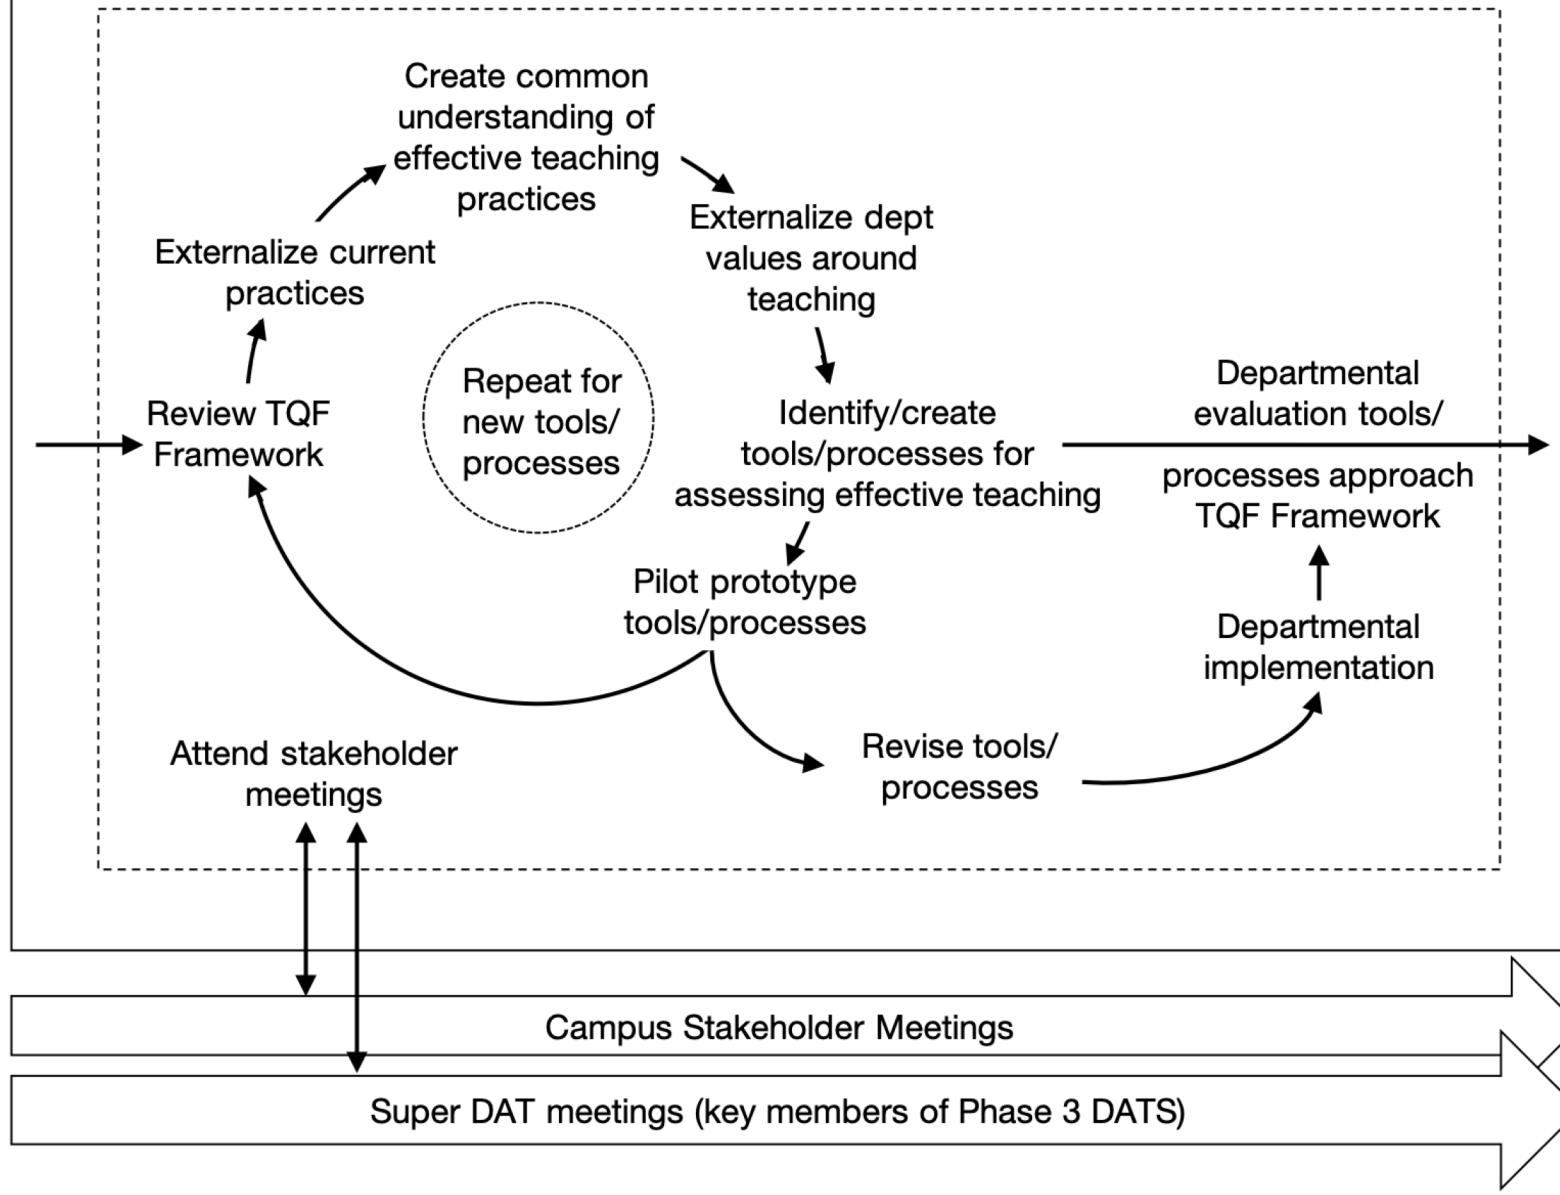 Create common
understanding of
effective teaching
practices
Externalize dept
values around
teaching
Externalize current
practices
Repeat for
new tools/
processes
Review TQF
Framework
Identify/create
tools/processes for
assessing effective teaching
Departmental
evaluation tools/
processes approach
TQF Framework
Pilot prototype
tools/processes
Departmental
implementation
Revise tools/
processes
Attend stakeholder
meetings
Campus Stakeholder Meetings
Super DAT meetings (key members of Phase 3 DATS)